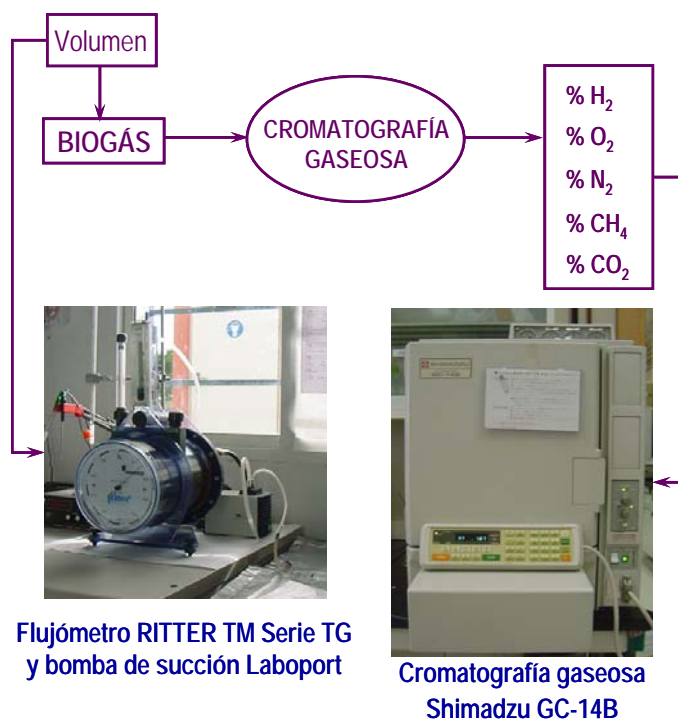 Volumen
BIOGÁS
CROMATOGRAFÍA
GASEOSA
% H₂
% O₂
% N₂
% CH₄
% CO₂
Flujómetro RITTER TM Serie TG
y bomba de succión Laboport
Cromatografía gaseosa
Shimadzu GC-14B